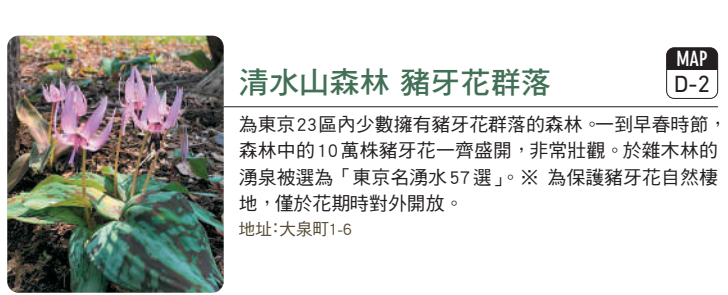 清水山森林 豬牙花群落
MAP
D-2
為東京23區內少數擁有豬牙花群落的森林。一到早春時節，
森林中的10萬株豬牙花一齊盛開，非常壯觀。於雜木林的
湧泉被選為「東京名湧水57選」。※ 為保護豬牙花自然棲
地，僅於花期時對外開放。
地址：大泉町1-6